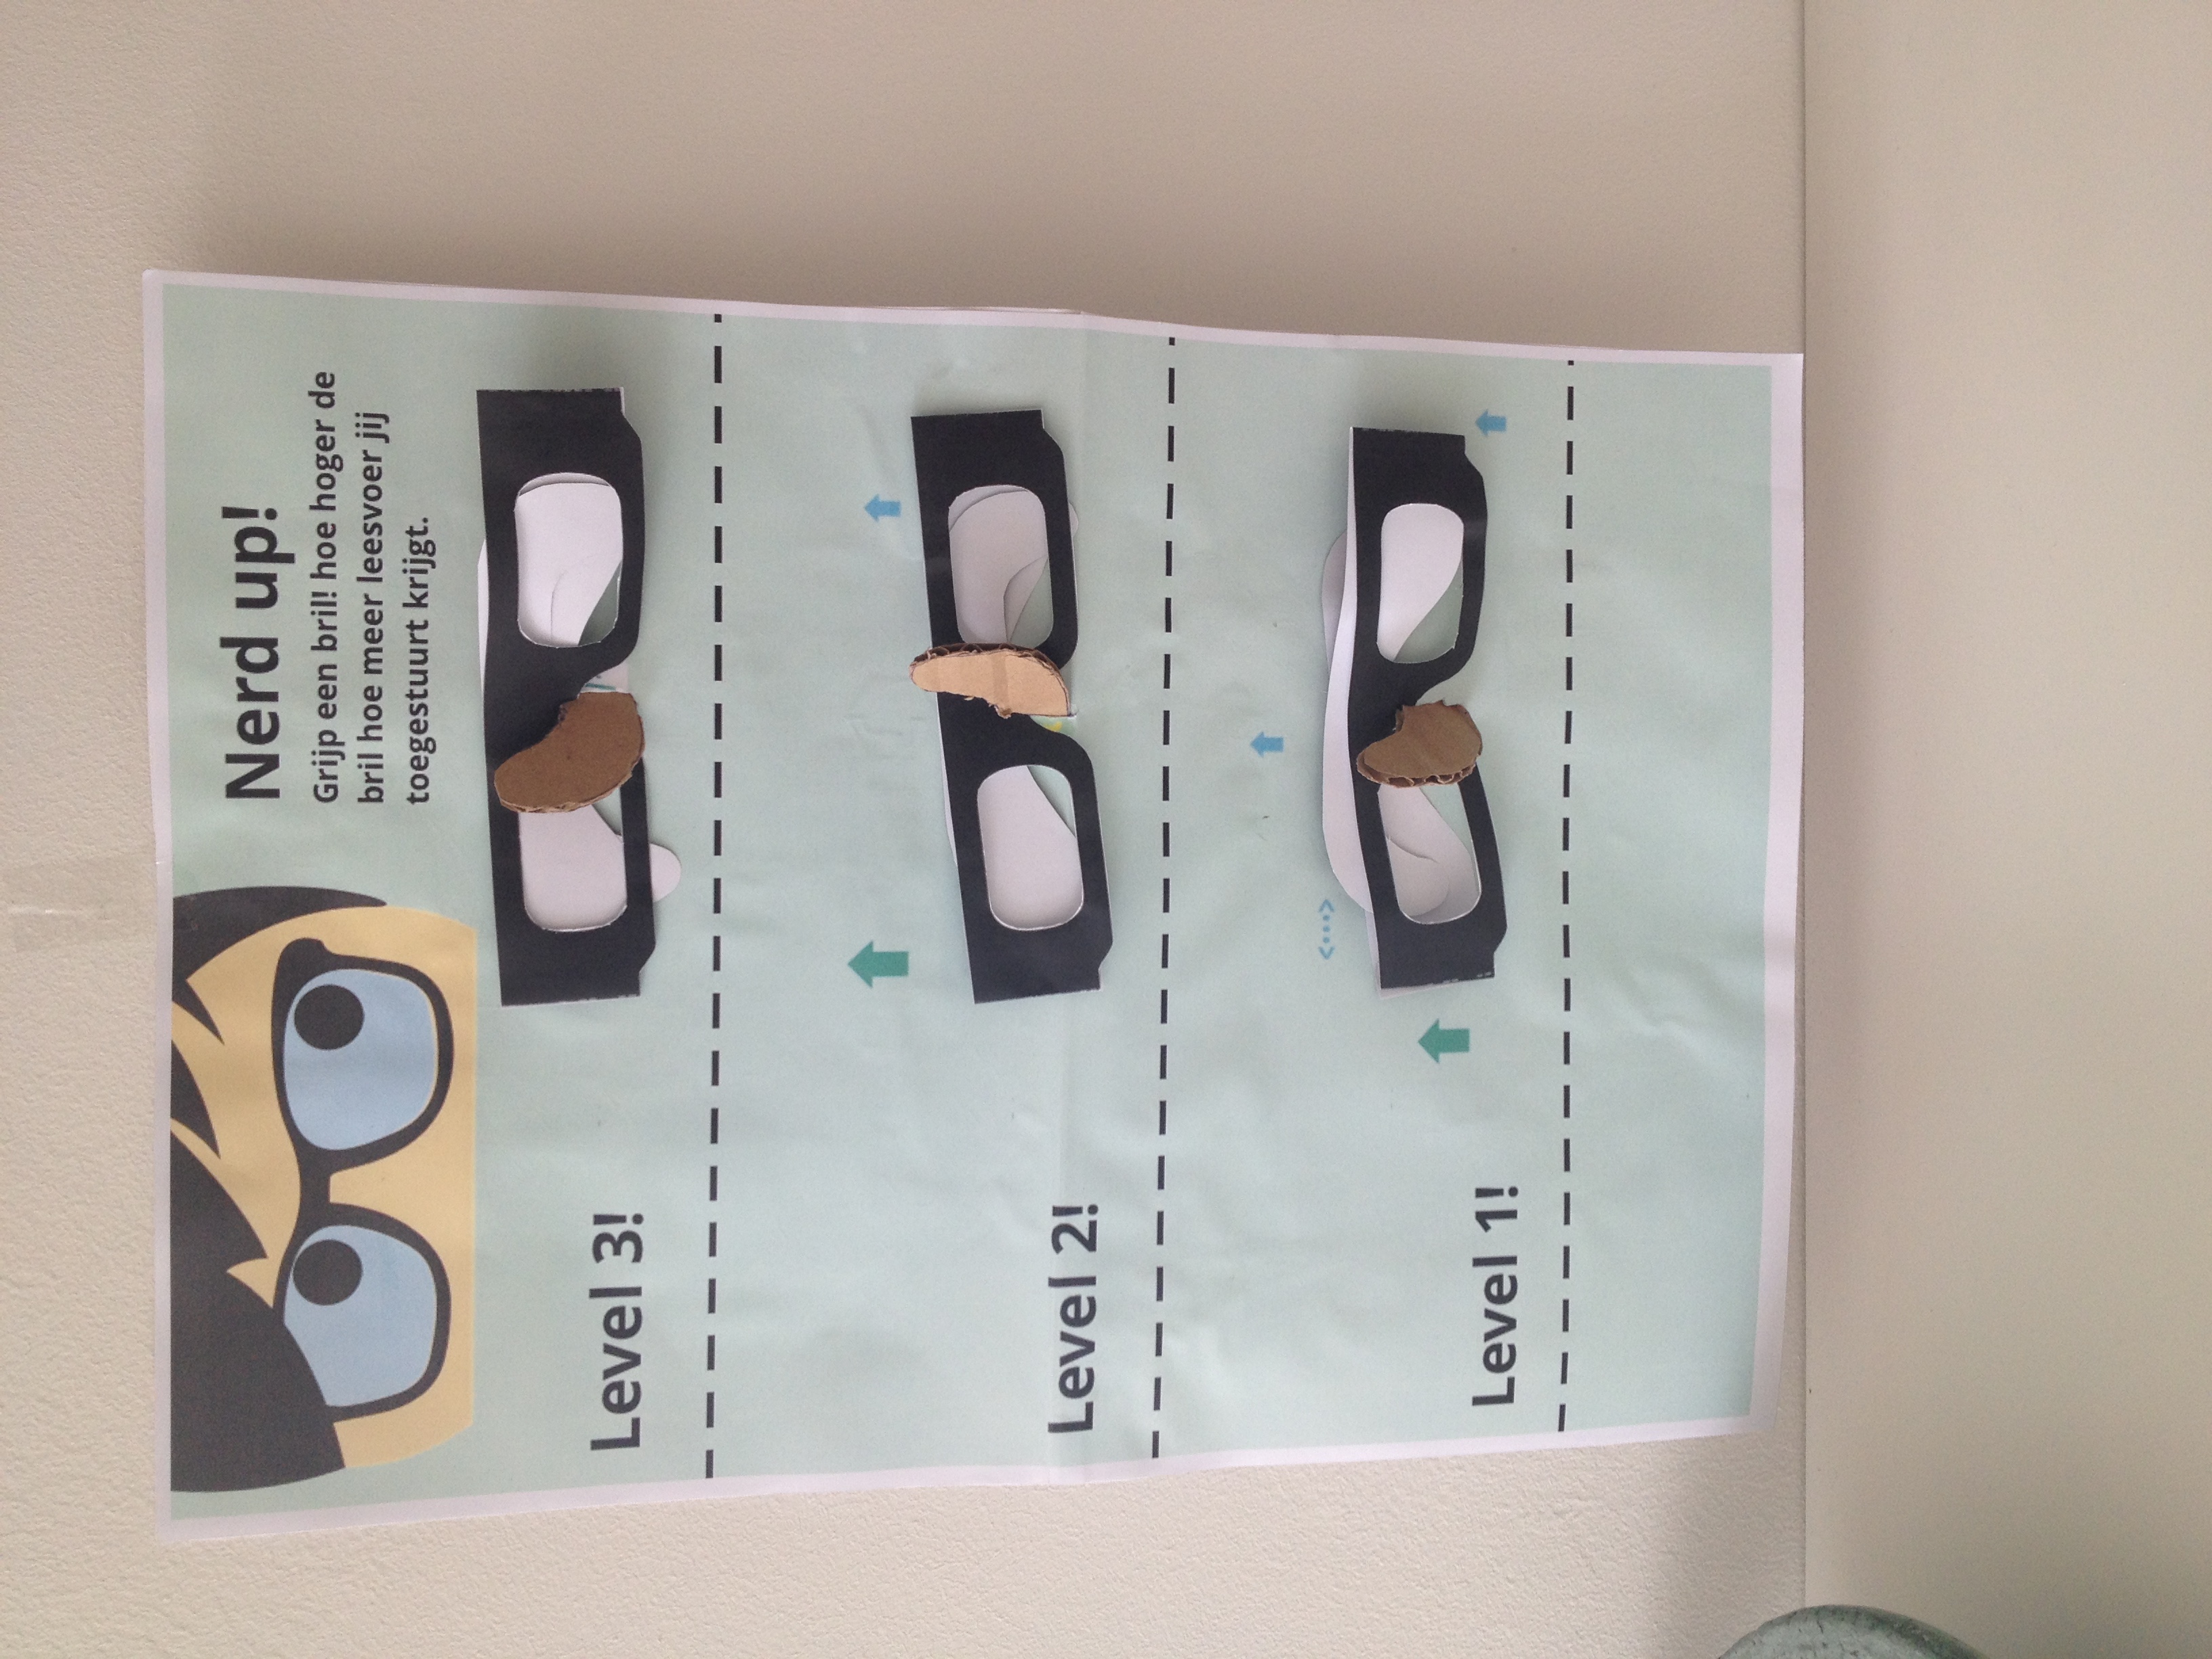 Nerd up!
Grijp een bril! hoe hoger de
bril hoe meer leesvoer jij
toegestuurt krijgt.
Level 3!
Level 2!
<•••>
Level 1!